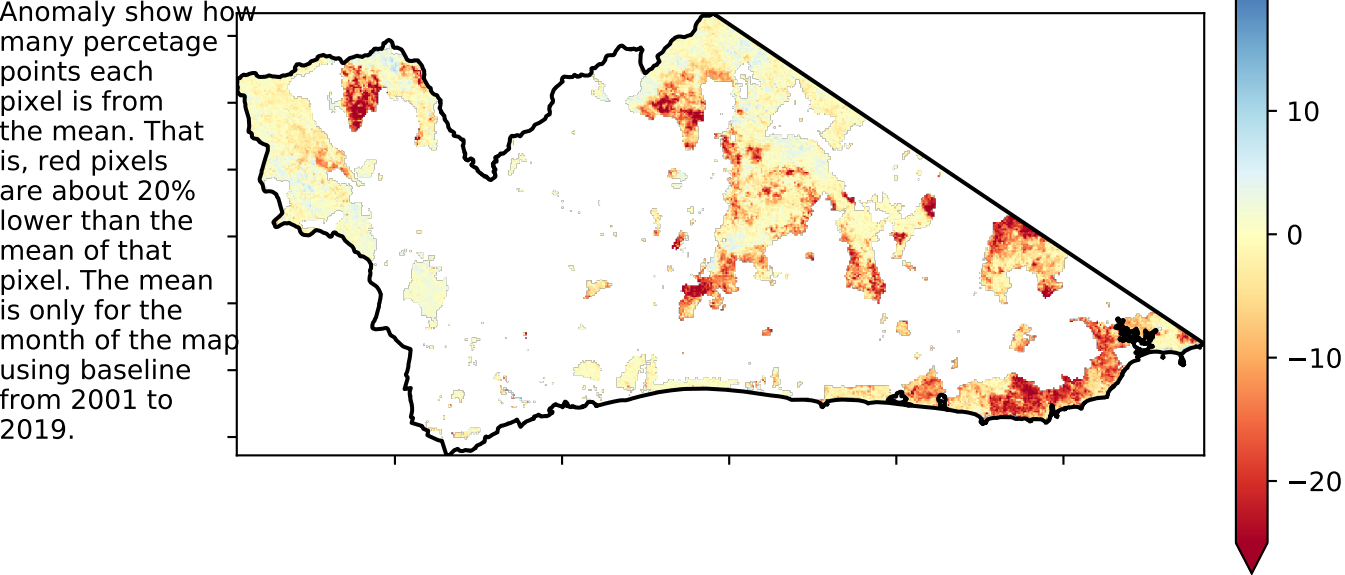 Anomaly show how
many percetage
points each
pixel is from
the mean. That
is, red pixels
are about 20%
lower than the
mean of that
pixel. The mean
is only for the
month of the map
using baseline
from 2001 to
2019.
10
0
−10
−20